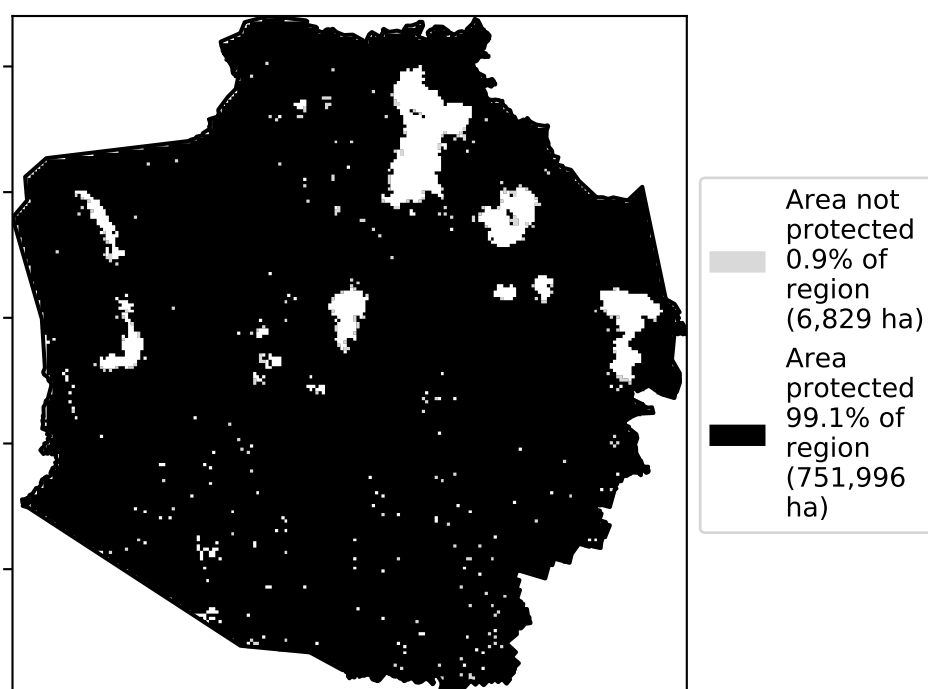 Area not
protected
0.9% of
region
(6,829 ha)
Area
protected
99.1% of
region
(751,996
ha)